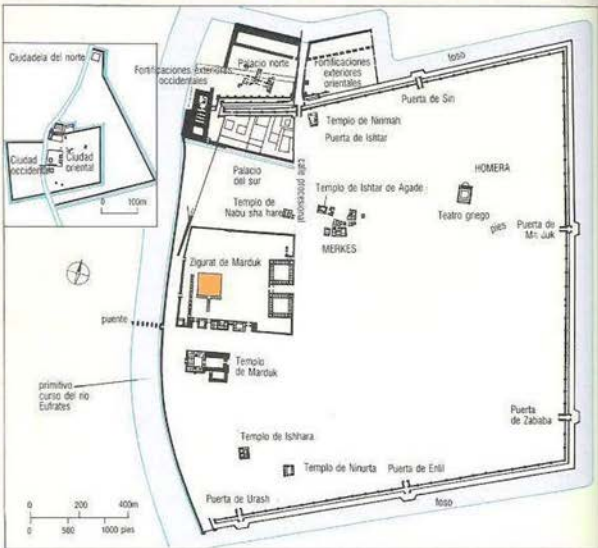 Ciudadela del norte
Ciudad
occidental
Ciudad
oriental
0 100m
Fortificaciones exteriores
occidentales
Palacio norte
Fortificaciones
exteriores
orientales
foso
Puerta de Sin
Templo de Ninmah
Puerta de Ishtar
Palacio
del sur
calle procesional
HOMERA
Templo de
Nabu sha hare
Templo de Ishtar de Agade
Teatro griego
MERKES
pies
Puerta de
Zigurat de Marduk
puente
Templo
de Marduk
primitivo
curso del río
Eufrates
Puerta
de Zababa
Templo de Ishhara
Templo de Ninurta
Puerta de Enlil
Puerta de Urash
foso
0 200 400m
0 580 1000 pies